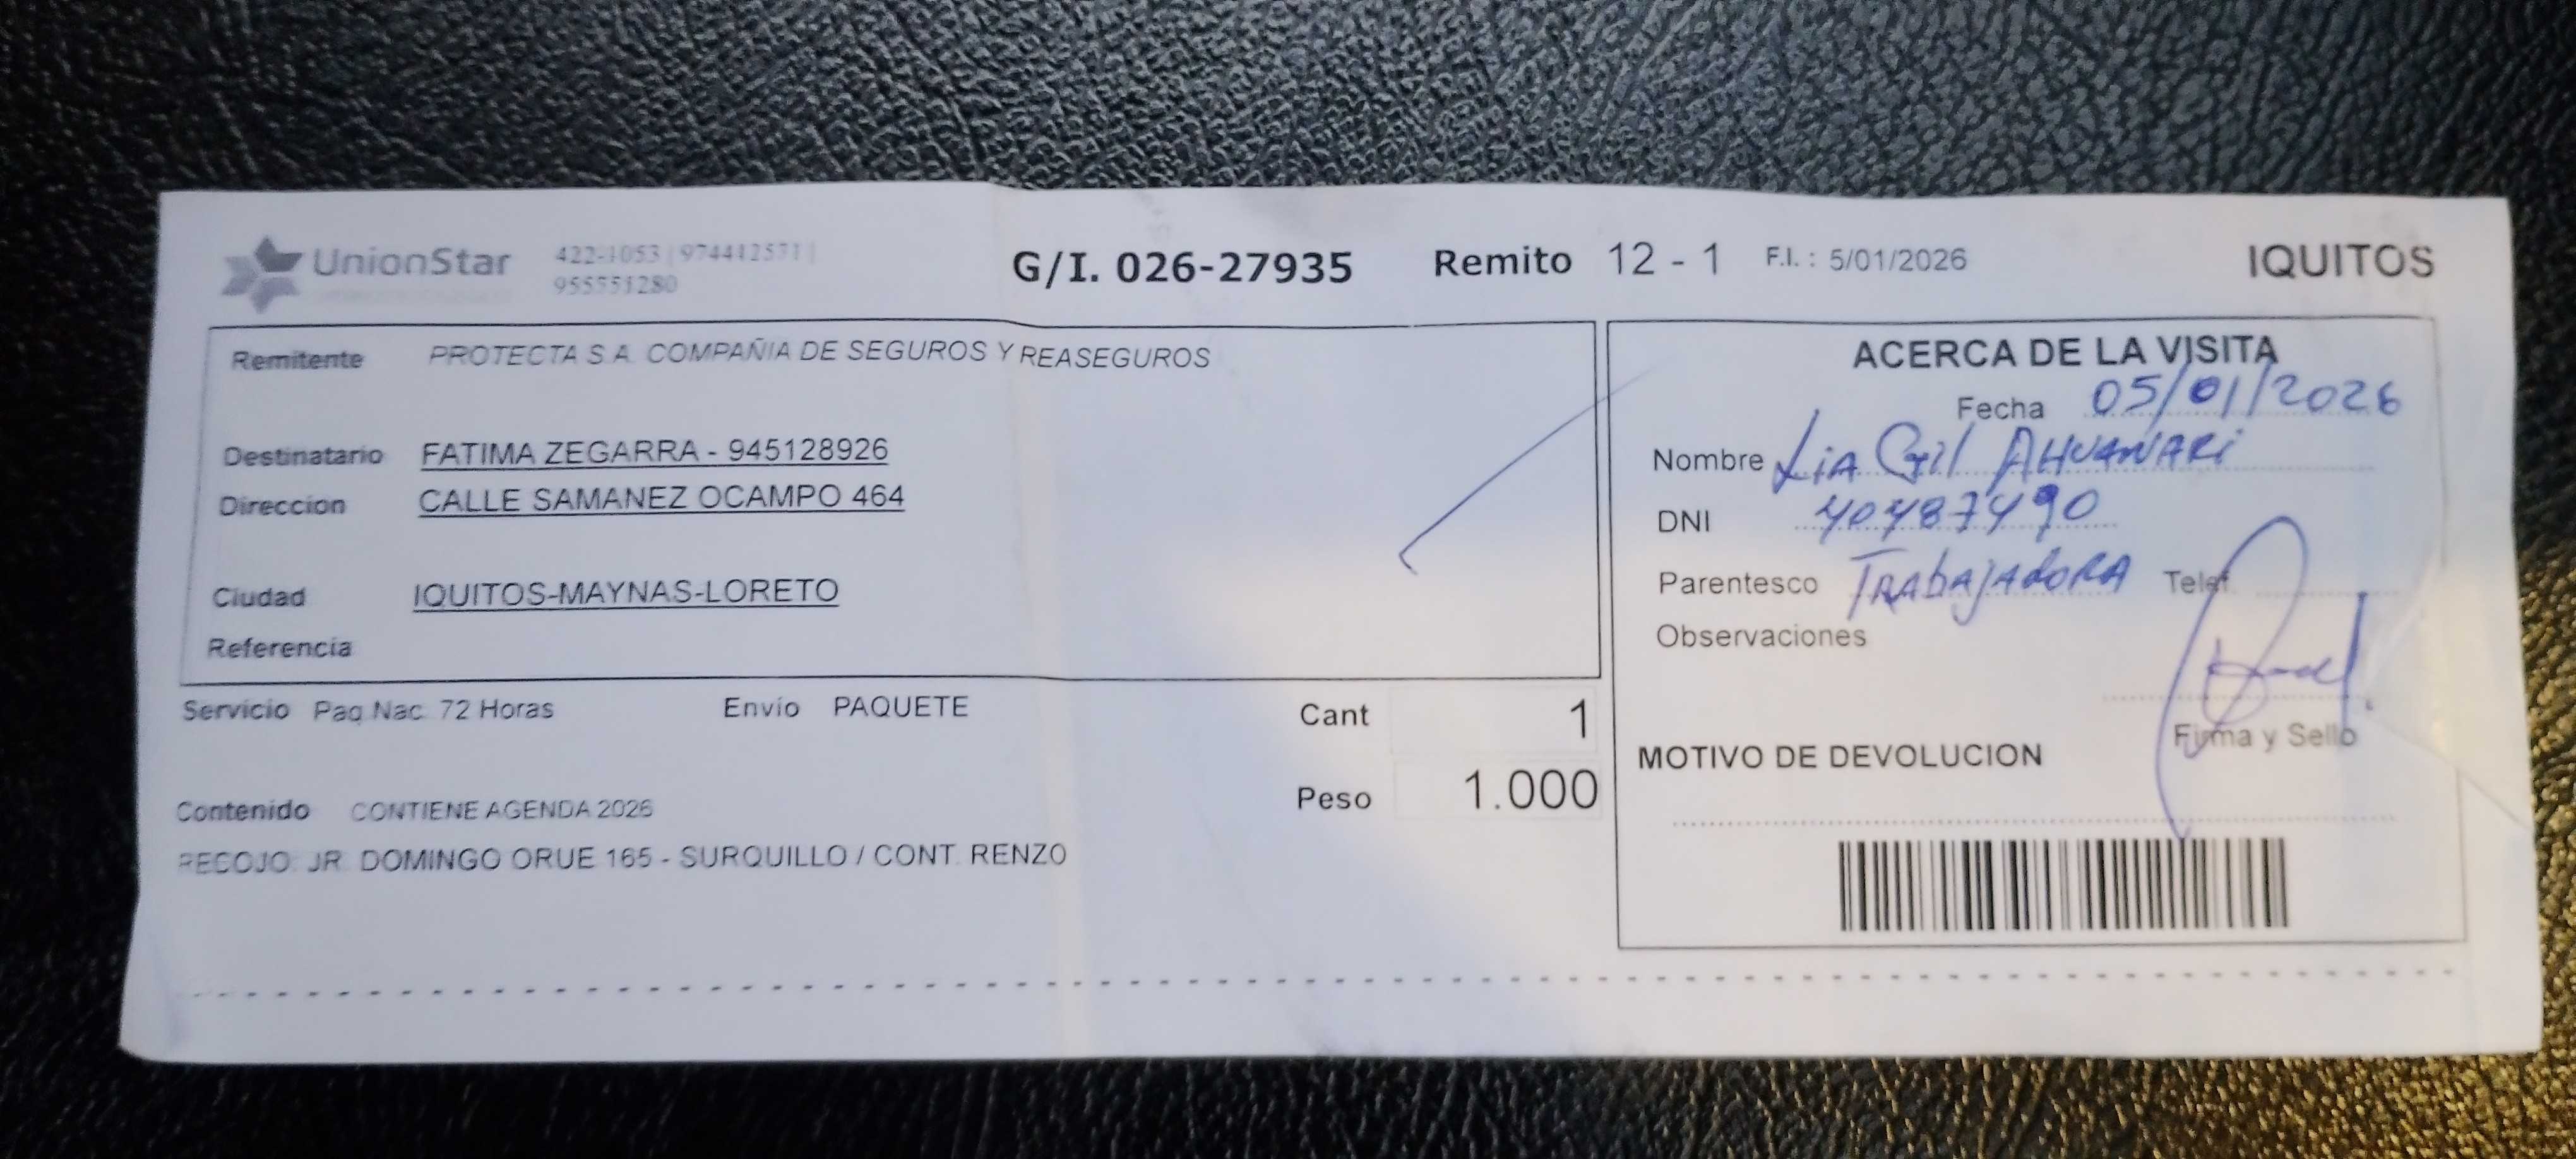 UnionStar
422-1053 | 974412571 |
955551280
G/I. 026-27935 Remito 12 - 1 F.I. : 5/01/2026 IQUITOS
Remitente PROTECTA S.A. COMPAÑIA DE SEGUROS Y REASEGUROS
Destinatario FATIMA ZEGARRA - 945128926
Direccion CALLE SAMANEZ OCAMPO 464
Ciudad IQUITOS-MAYNAS-LORETO
Referencia
Servicio Paq Nac 72 Horas Envío PAQUETE Cant 1
Peso 1.000
Contenido CONTIENE AGENDA 2026
RECOJO: JR. DOMINGO ORUE 165 - SURQUILLO / CONT. RENZO
ACERCA DE LA VISITA
Fecha 05/01/2026
Nombre Lia Gil AHUANARI
DNI 40487490
Parentesco TRAbAjAdORA Telef
Observaciones
Firma y Sello
MOTIVO DE DEVOLUCION